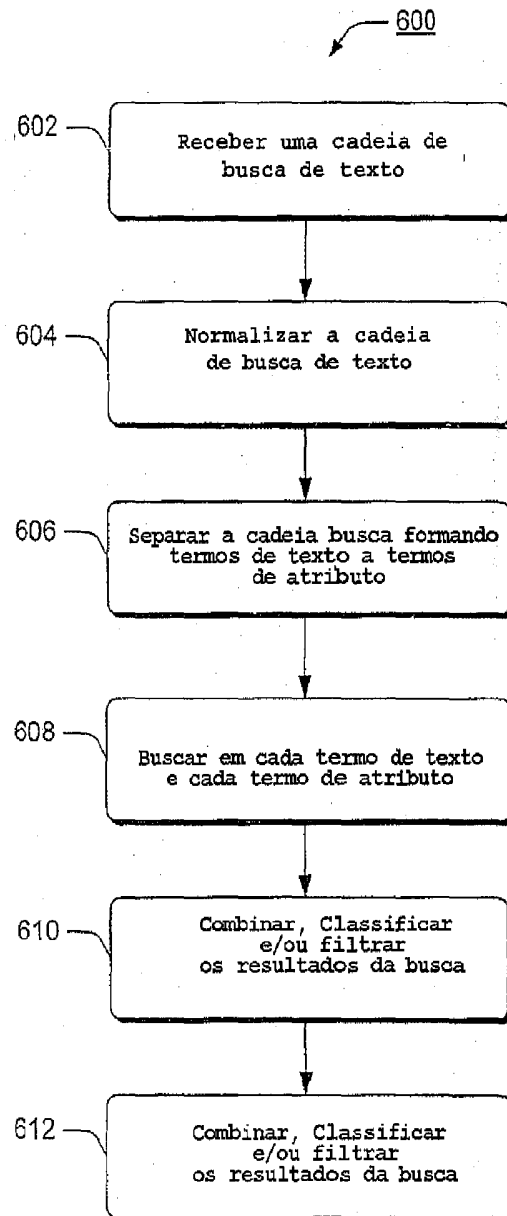 600
602
Receber uma cadeia de
busca de texto
604
Normalizar a cadeia
de busca de texto
606
Separar a cadeia busca formando
termos de texto a termos
de atributo
608
Buscar em cada termo de texto
e cada termo de atributo
610
Combinar, Classificar
e/ou filtrar
os resultados da busca
612
Combinar, Classificar
e/ou filtrar
os resultados da busca